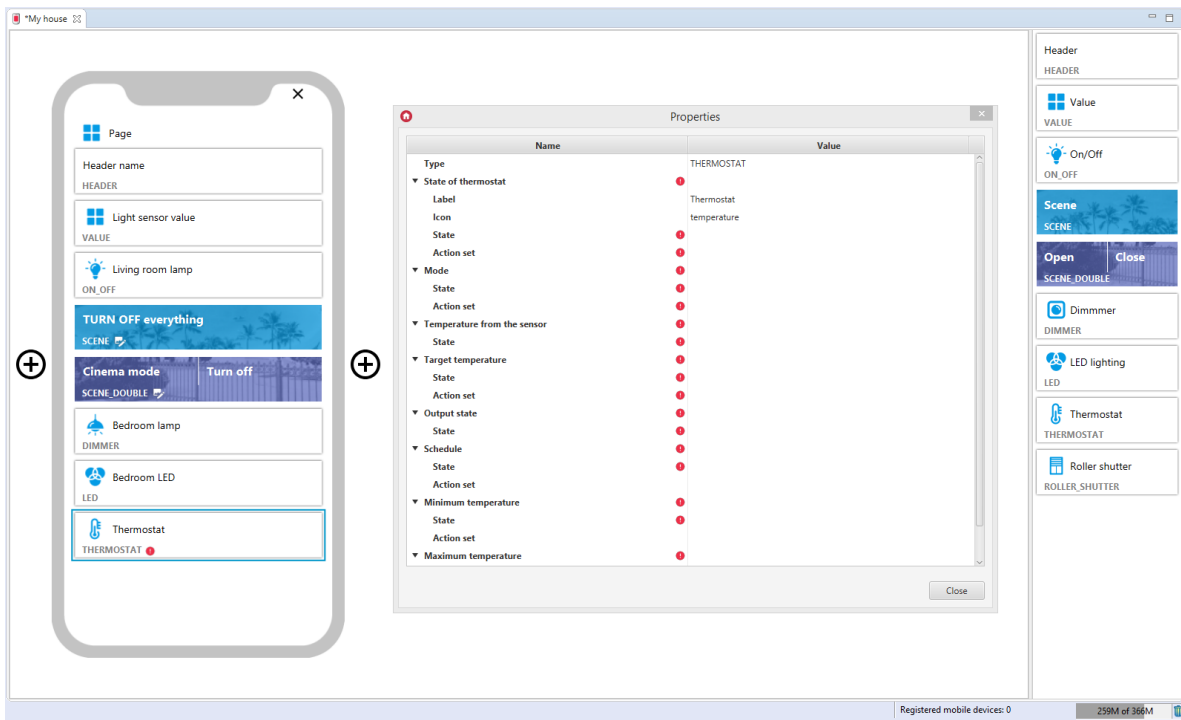 *My house
Page
Header name
HEADER
Light sensor value
VALUE
Living room lamp
ON_OFF
TURN OFF everything
SCENE
Cinema mode Turn off
SCENE_DOUBLE
Bedroom lamp
DIMMER
Bedroom LED
LED
Thermostat
THERMOSTAT
Properties
Name Value
Type THERMOSTAT
State of thermostat
Label Thermostat
Icon temperature
State
Action set
Mode
State
Action set
Temperature from the sensor
State
Target temperature
State
Action set
Output state
State
Schedule
State
Action set
Minimum temperature
State
Action set
Maximum temperature
Close
Header
HEADER
Value
VALUE
On/Off
ON_OFF
Scene
SCENE
Open Close
SCENE_DOUBLE
Dimmmer
DIMMER
LED lighting
LED
Thermostat
THERMOSTAT
Roller shutter
ROLLER_SHUTTER
Registered mobile devices: 0
259M of 366M